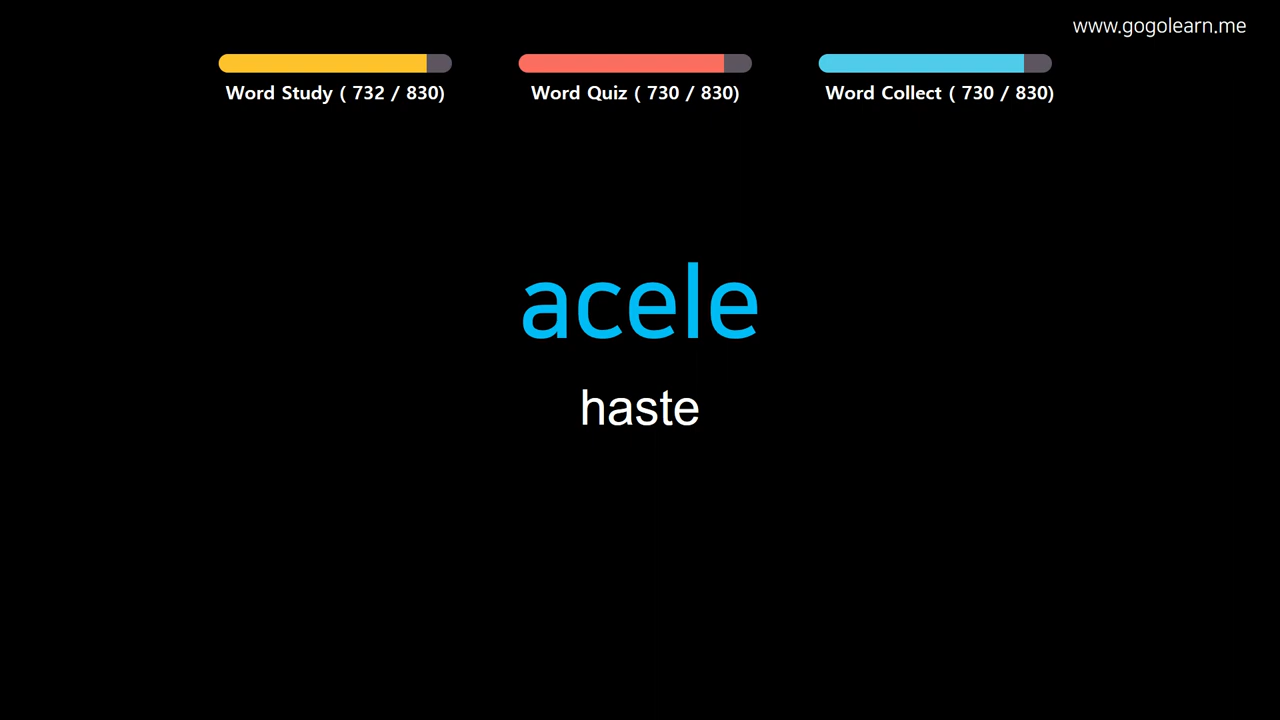 www.gogolearn.me
Word Study ( 732 / 830)
Word Quiz ( 730 / 830)
Word Collect ( 730 / 830)
acele
haste